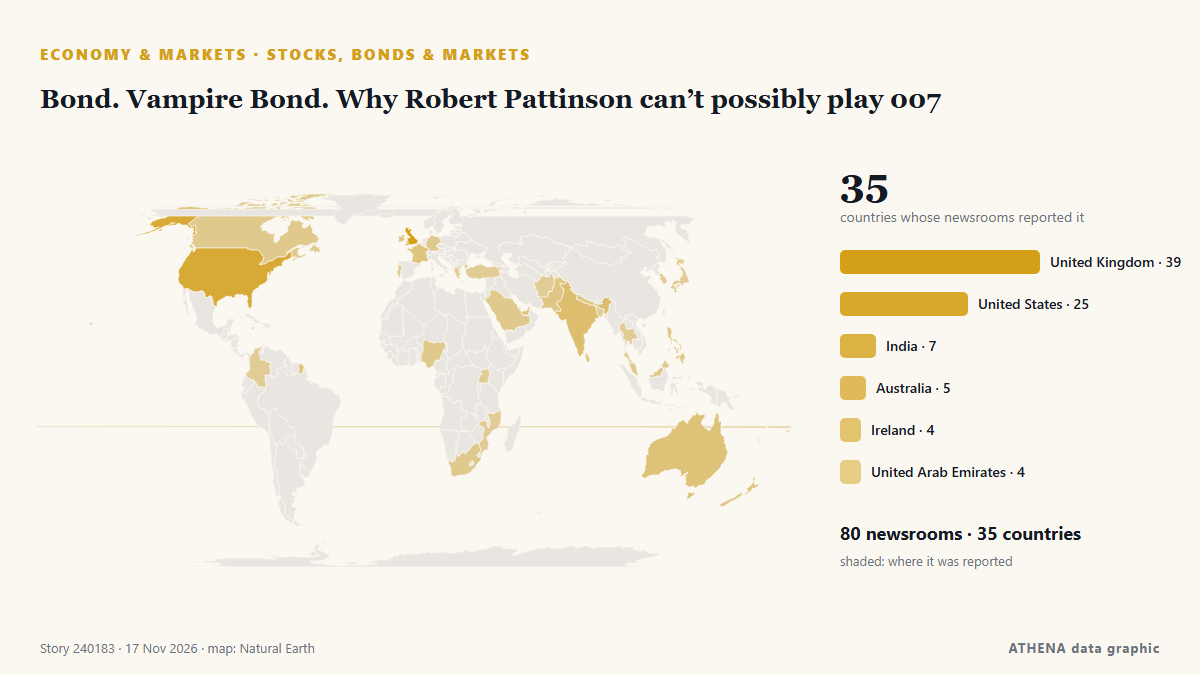 ECONOMY & MARKETS · STOCKS, BONDS & MARKETS
Bond. Vampire Bond. Why Robert Pattinson can’t possibly play 007
35
countries whose newsrooms reported it
United Kingdom · 39
United States · 25
India · 7
Australia · 5
Ireland · 4
United Arab Emirates · 4
80 newsrooms · 35 countries
shaded: where it was reported
Story 240183 · 17 Nov 2026 · map: Natural Earth
ATHENA data graphic